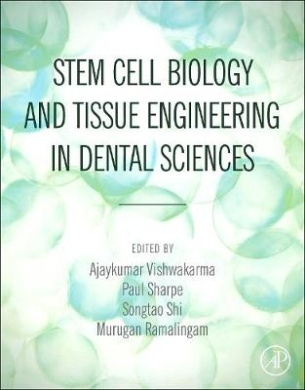 STEM CELL BIOLOGY
AND TISSUE ENGINEERING
IN DENTAL SCIENCES
EDITED BY
Ajaykumar Vishwakarma
Paul Sharpe
Songtao Shi
Murugan Ramalingam
AP